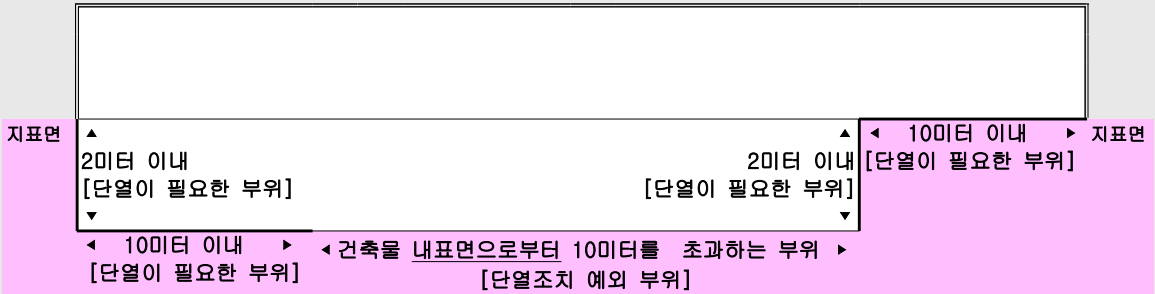 지표면
▲
2미터 이내
[단열이 필요한 부위]
▼
▲
2미터 이내
[단열이 필요한 부위]
▼
◀ 10미터 이내 ▶
[단열이 필요한 부위]
지표면
◀ 10미터 이내 ▶
[단열이 필요한 부위]
◀ 건축물 내표면으로부터 10미터를 초과하는 부위 ▶
[단열조치 예외 부위]